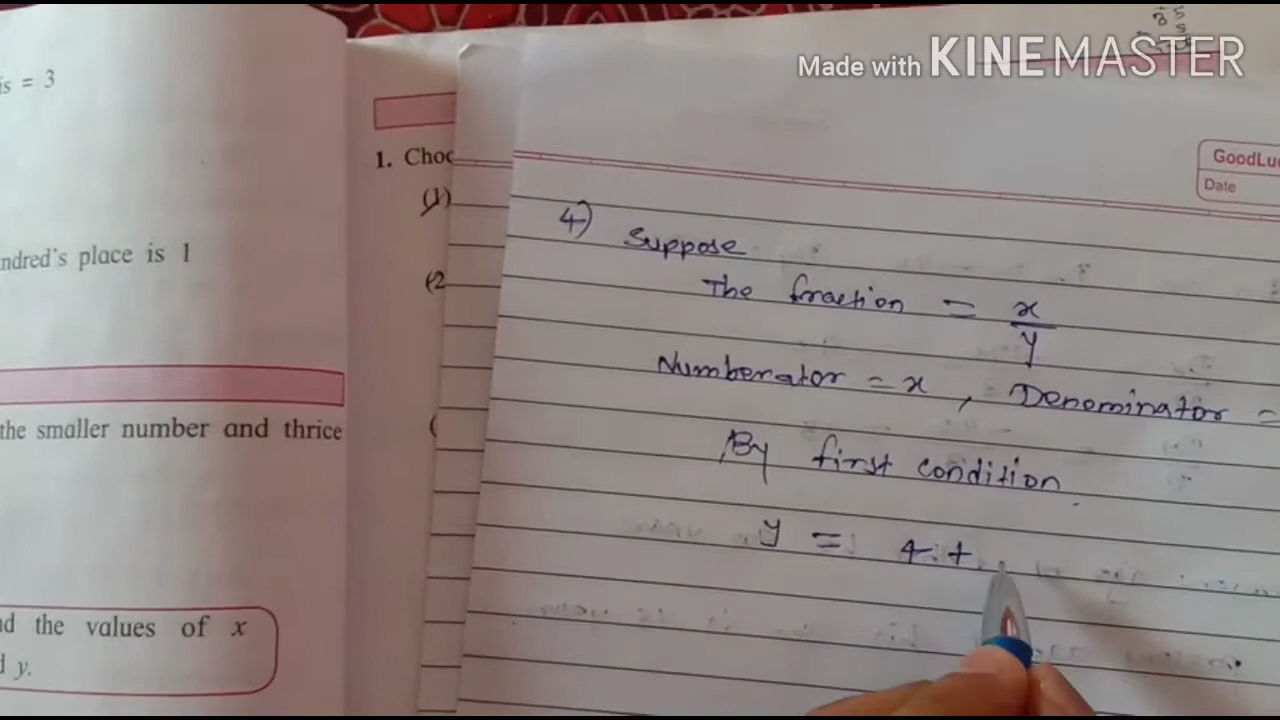 Made with KINEMASTER
is = 3
ndred's place is 1
the smaller number and thrice
d the values of x
y.
1. Choo
(1)
(2
(
GoodLuc
Date
4) Suppose
The fraction = x/y
Numberator = x , Denominator =
By first condition
y = 4 +